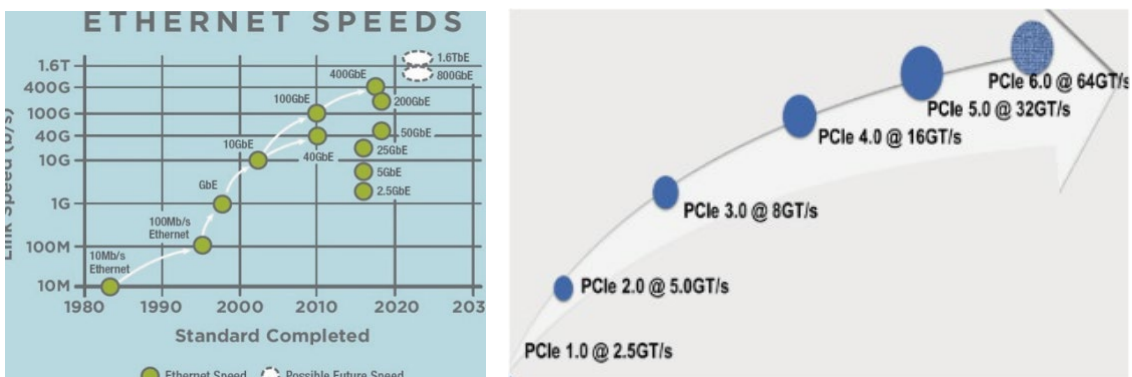 ETHERNET SPEEDS
1.6T
400G
100G
40G
10G
1G
100M
10M
Link Speed (b/s)
1.6TbE
800GbE
400GbE
200GbE
100GbE
50GbE
10GbE
40GbE
25GbE
GbE
5GbE
2.5GbE
100Mb/s
Ethernet
10Mb/s
Ethernet
1980 1990 2000 2010 2020 203
Standard Completed
Ethernet Speed Possible Future Speed
PCIe 6.0 @ 64GT/s
PCIe 5.0 @ 32GT/s
PCIe 4.0 @ 16GT/s
PCIe 3.0 @ 8GT/s
PCIe 2.0 @ 5.0GT/s
PCIe 1.0 @ 2.5GT/s